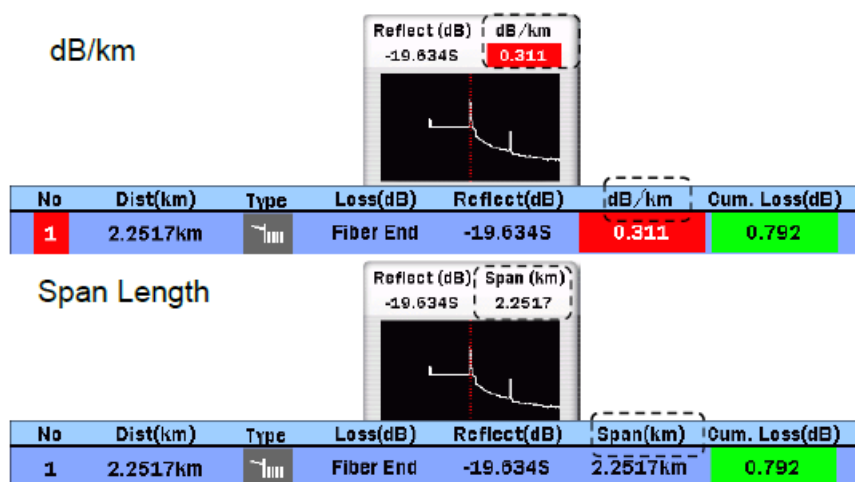 Reflect (dB) dB/km
dB/km
-19.634S 0.311
No Dist(km) Type Loss(dB) Reflect(dB) dB/km Cum. Loss(dB)
1 2.2517km Fiber End -19.634S 0.311 0.792
Reflect (dB) Span (km)
Span Length
-19.634S 2.2517
No Dist(km) Type Loss(dB) Reflect(dB) Span(km) Cum. Loss(dB)
1 2.2517km Fiber End -19.634S 2.2517km 0.792